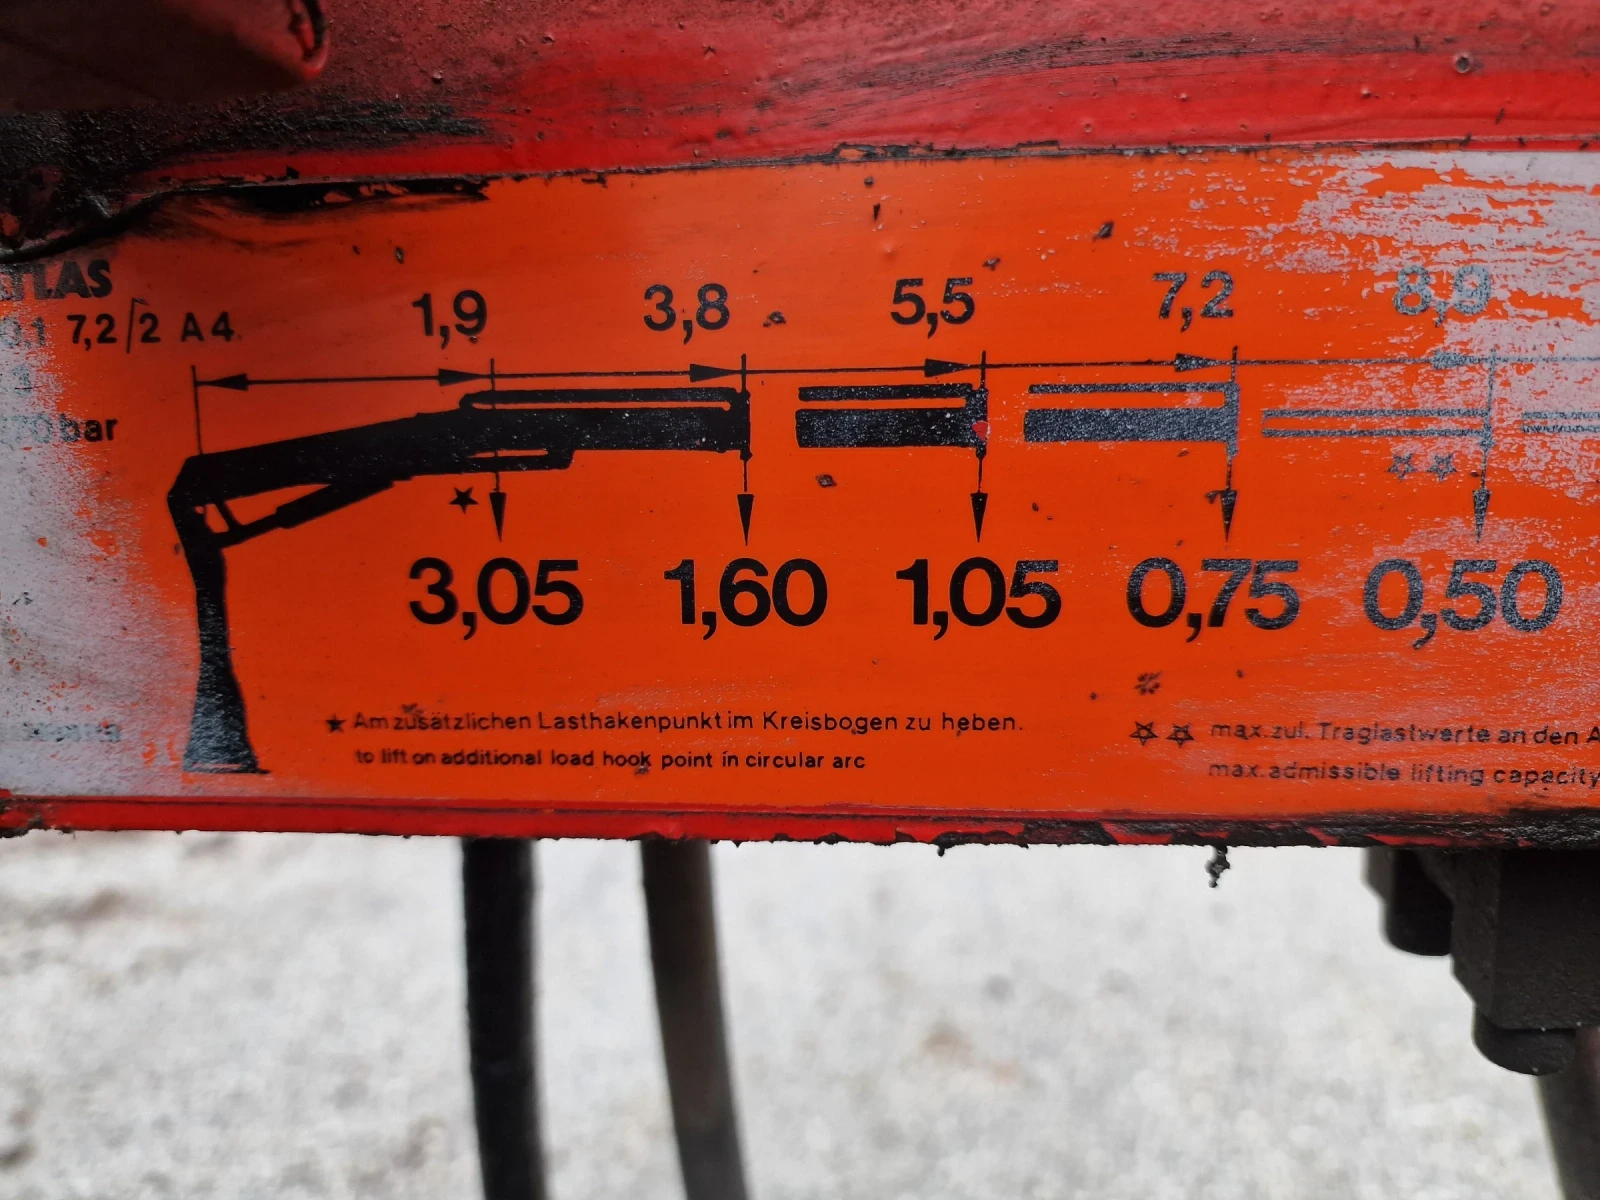 ATLAS
7,2/2 A4
bar
1,9 3,8 5,5 7,2 8,9
3,05 1,60 1,05 0,75 0,50
★ Am zusätzlichen Lasthakenpunkt im Kreisbogen zu heben.
to lift on additional load hook point in circular arc
☆☆ max. zul. Traglastwerte an den
max. admissible lifting capacity